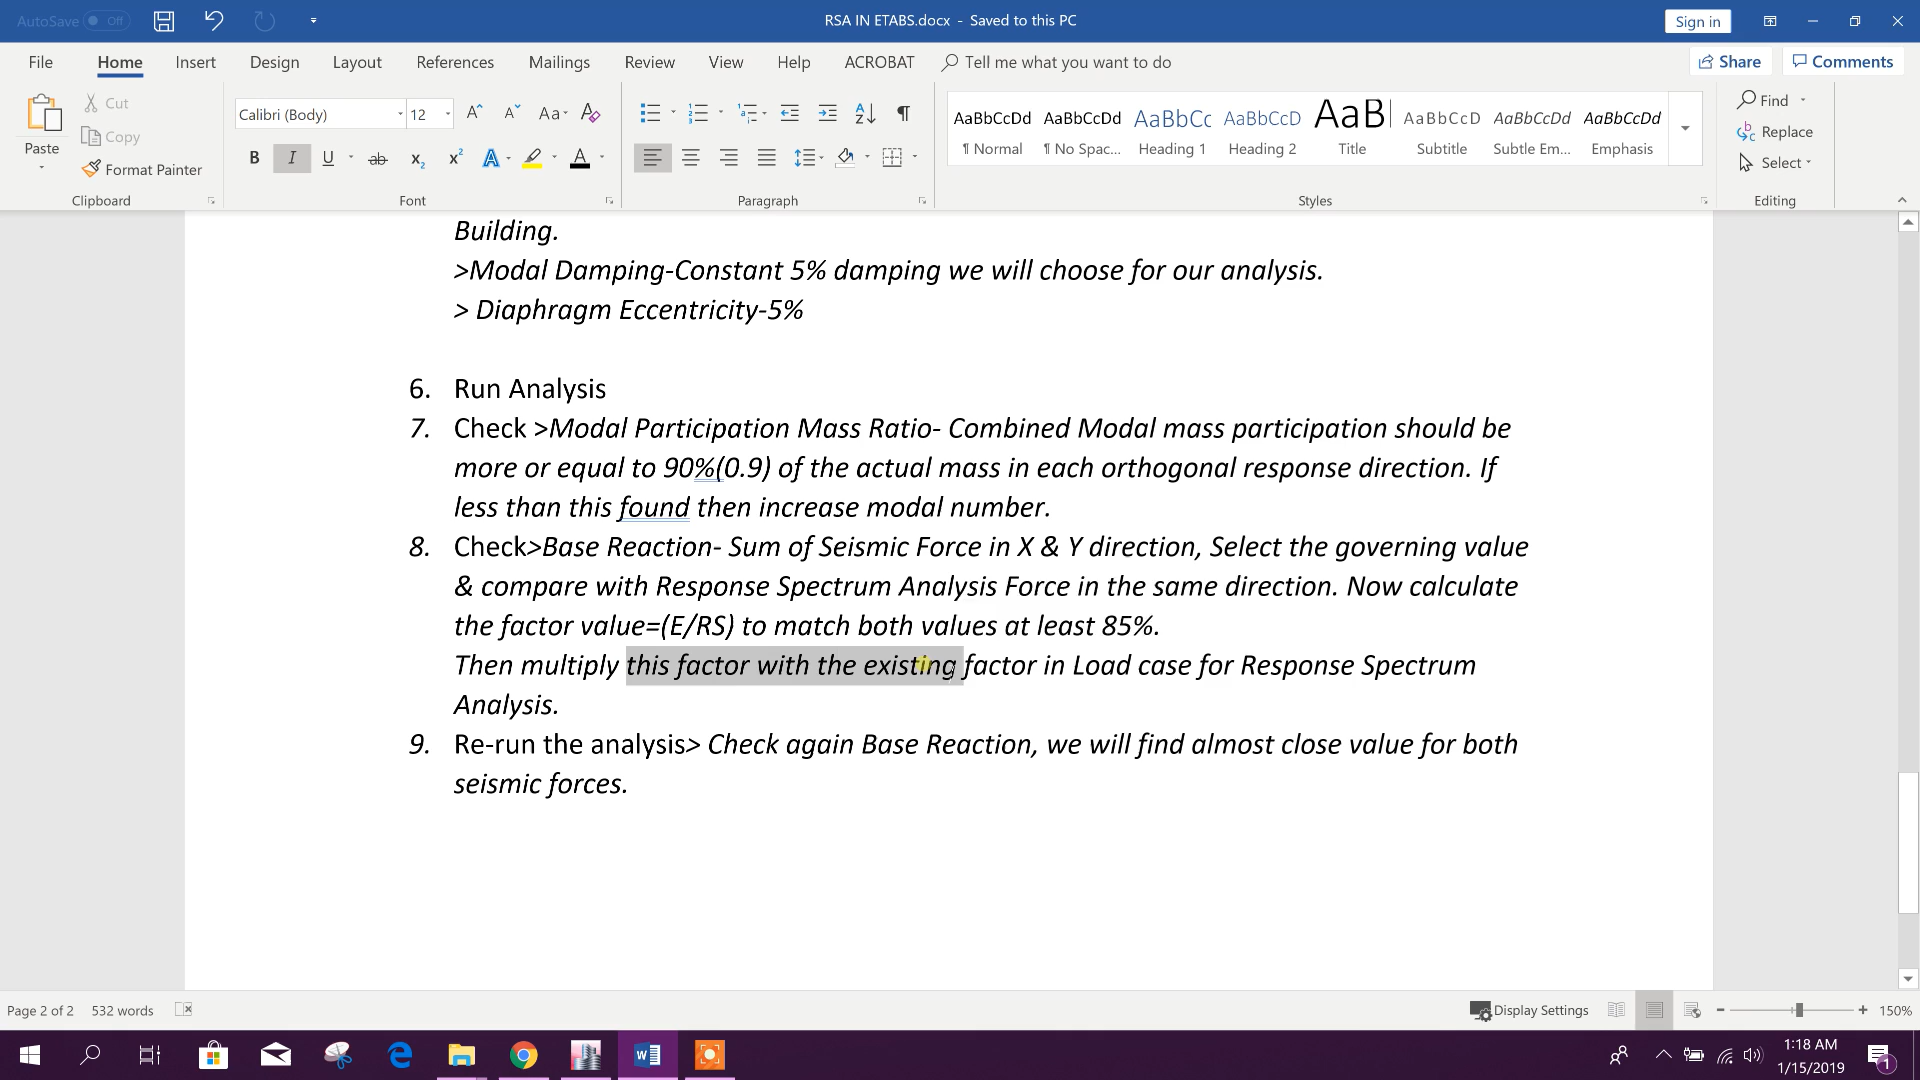 AutoSave Off
RSA IN ETABS.docx - Saved to this PC
Sign in
File Home Insert Design Layout References Mailings Review View Help ACROBAT Tell me what you want to do
Share Comments
Paste
Cut
Copy
Format Painter
Clipboard
Calibri (Body) 12
Font
Paragraph
AaBbCcDd AaBbCcDd AaBbCc AaBbCcD AaB AaBbCcD AaBbCcDd AaBbCcDd
¶ Normal ¶ No Spac... Heading 1 Heading 2 Title Subtitle Subtle Em... Emphasis
Styles
Find
Replace
Select
Editing
Building.
>Modal Damping-Constant 5% damping we will choose for our analysis.
> Diaphragm Eccentricity-5%
6. Run Analysis
7. Check >Modal Participation Mass Ratio- Combined Modal mass participation should be
more or equal to 90%(0.9) of the actual mass in each orthogonal response direction. If
less than this found then increase modal number.
8. Check>Base Reaction- Sum of Seismic Force in X & Y direction, Select the governing value
& compare with Response Spectrum Analysis Force in the same direction. Now calculate
the factor value=(E/RS) to match both values at least 85%.
Then multiply this factor with the existing factor in Load case for Response Spectrum
Analysis.
9. Re-run the analysis> Check again Base Reaction, we will find almost close value for both
seismic forces.
Page 2 of 2 532 words
Display Settings
150%
1:18 AM
1/15/2019
1